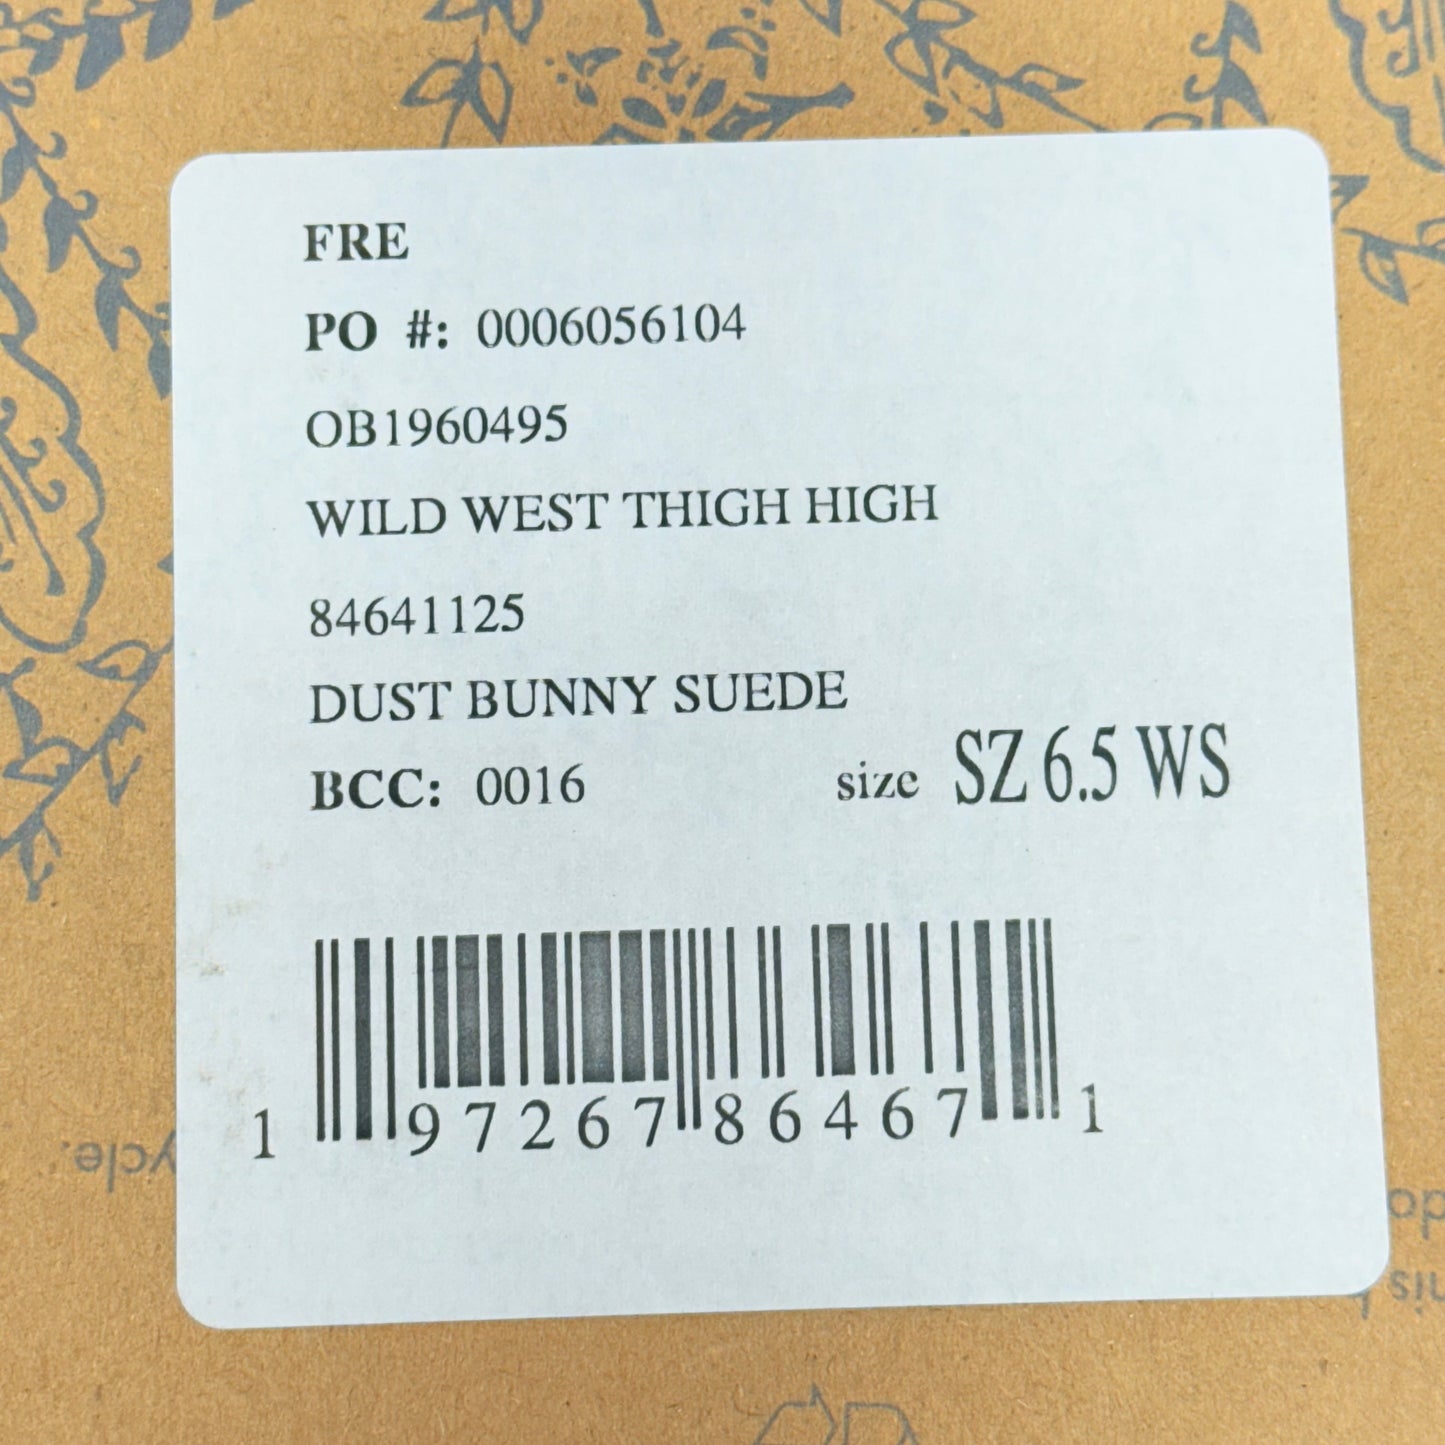 FRE
PO #: 0006056104
OB1960495
WILD WEST THIGH HIGH
84641125
DUST BUNNY SUEDE
BCC: 0016 size SZ 6.5 WS
1 97267 86467 1